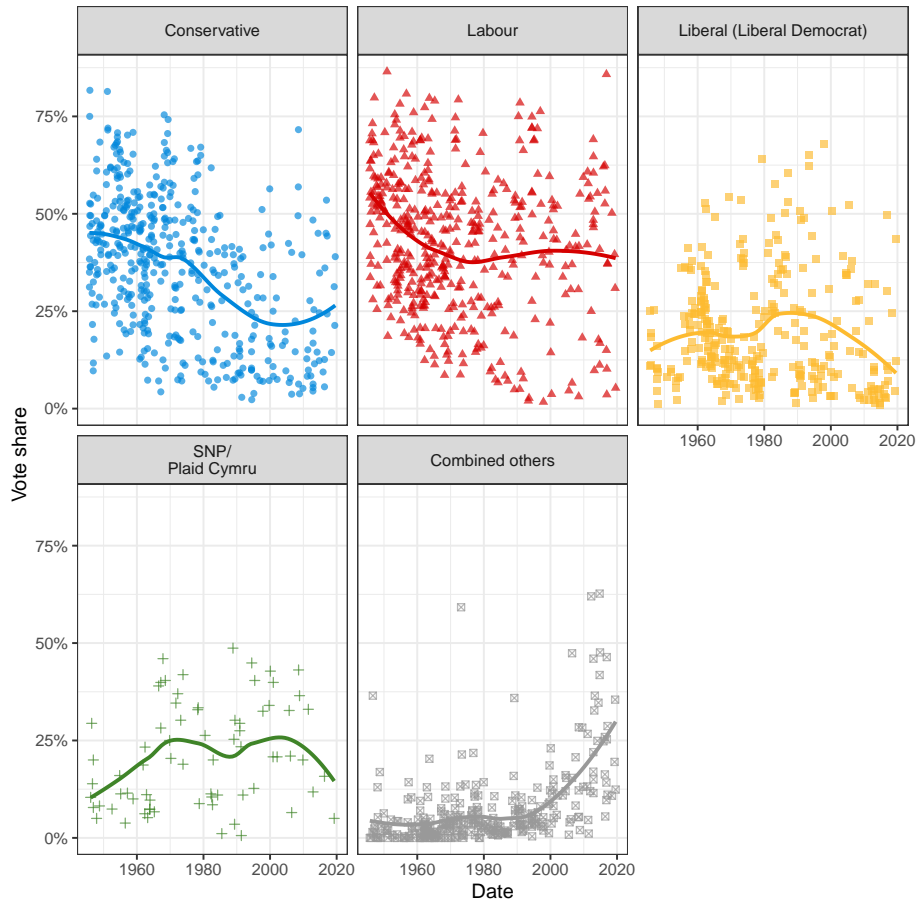 Conservative
Labour
Liberal (Liberal Democrat)
75%
50%
25%
0%
1960 1980 2000 2020
SNP/
Plaid Cymru
Combined others
Vote share
75%
50%
25%
0%
1960 1980 2000 2020
1960 1980 2000 2020
Date